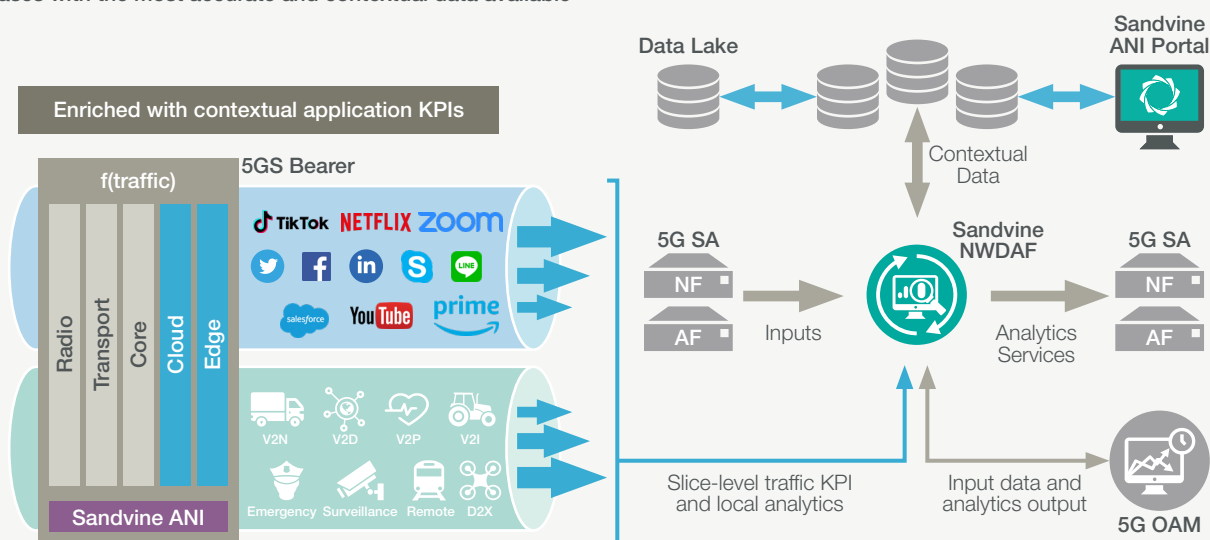 Data Lake
Sandvine
ANI Portal
Enriched with contextual application KPIs
Contextual
Data
f(traffic)
5GS Bearer
Radio
Transport
Core
Cloud
Edge
TikTok NETFLIX zoom
in S LINE
salesforce YouTube prime
V2N V2D V2P V2I
Emergency Surveillance Remote D2X
Sandvine ANI
5G SA
NF
AF
Inputs
Sandvine
NWDAF
Analytics
Services
5G SA
NF
AF
Slice-level traffic KPI
and local analytics
Input data and
analytics output
5G OAM